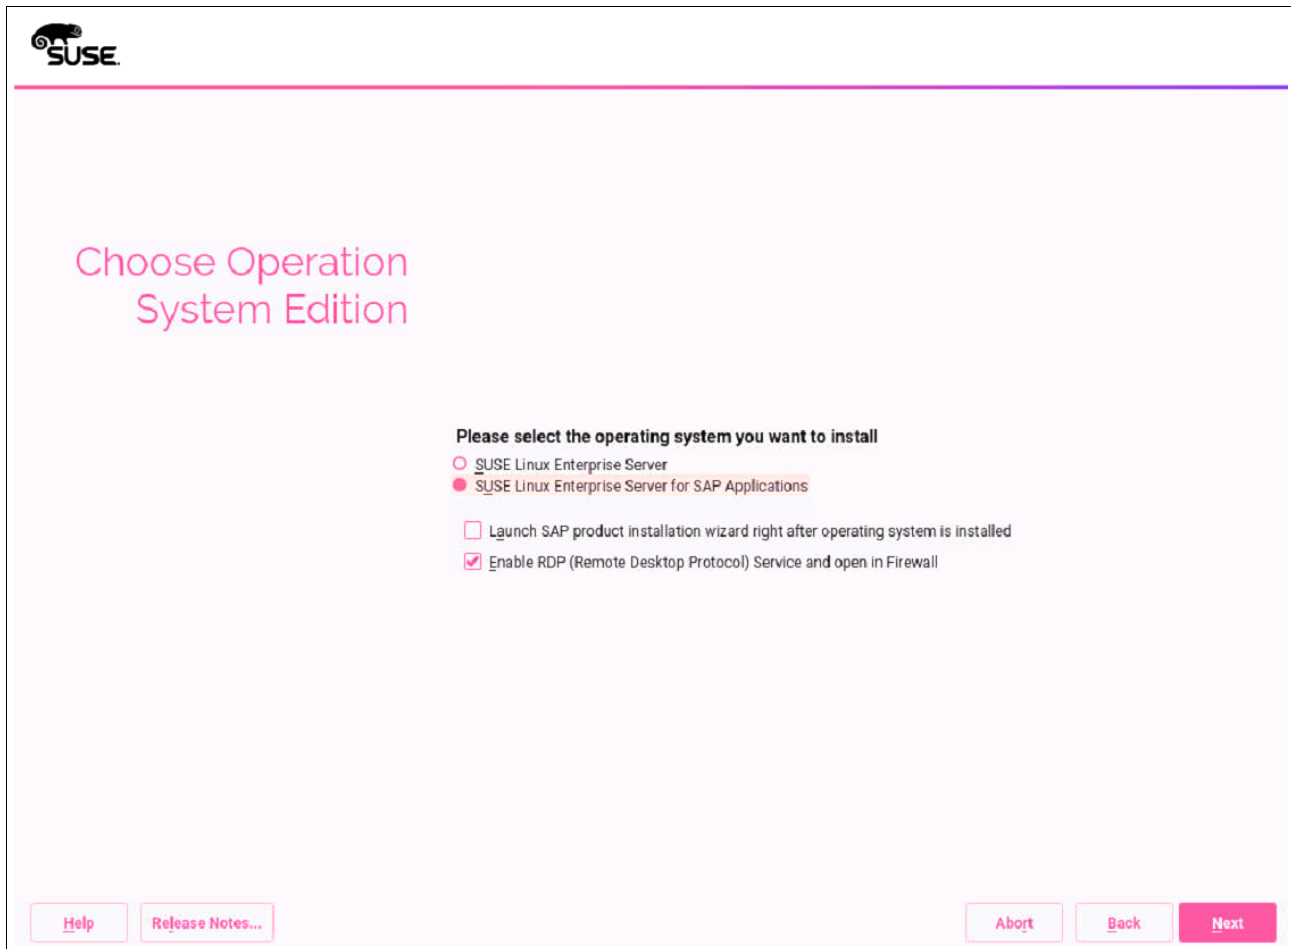 SUSE.
Choose Operation
System Edition
Please select the operating system you want to install
SUSE Linux Enterprise Server
SUSE Linux Enterprise Server for SAP Applications
Launch SAP product installation wizard right after operating system is installed
Enable RDP (Remote Desktop Protocol) Service and open in Firewall
Help
Release Notes...
Abort
Back
Next